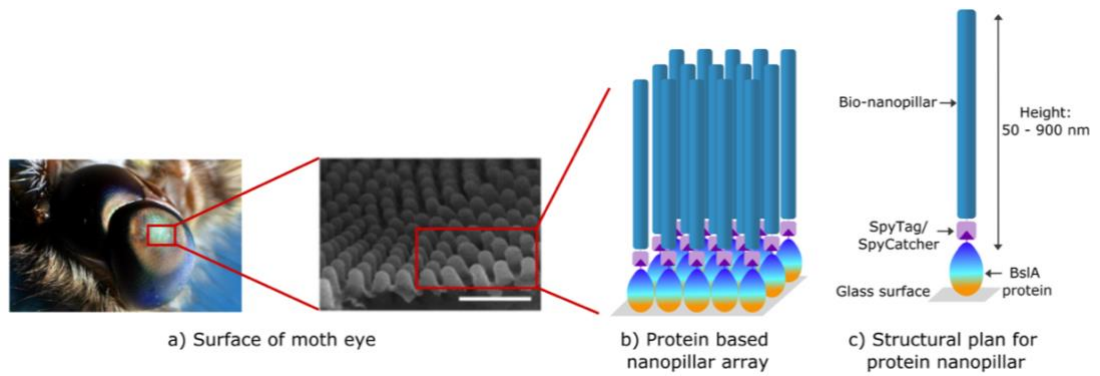 Bio-nanopillar
Height:
50 - 900 nm
SpyTag/
SpyCatcher
BslA
protein
Glass surface
a) Surface of moth eye
b) Protein based
nanopillar array
c) Structural plan for
protein nanopillar